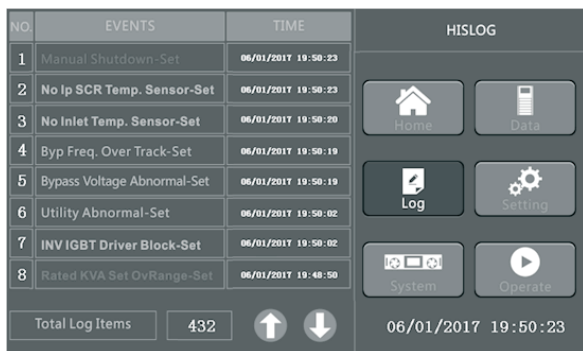 NO. EVENTS TIME
1 Manual Shutdown-Set 06/01/2017 19:50:23
2 No Ip SCR Temp. Sensor-Set 06/01/2017 19:50:23
3 No Inlet Temp. Sensor-Set 06/01/2017 19:50:20
4 Byp Freq. Over Track-Set 06/01/2017 19:50:19
5 Bypass Voltage Abnormal-Set 06/01/2017 19:50:19
6 Utility Abnormal-Set 06/01/2017 19:50:02
7 INV IGBT Driver Block-Set 06/01/2017 19:50:02
8 Rated KVA Set OvRange-Set 06/01/2017 19:48:50
Total Log Items 432
HISLOG
Home Data
Log Setting
System Operate
06/01/2017 19:50:23